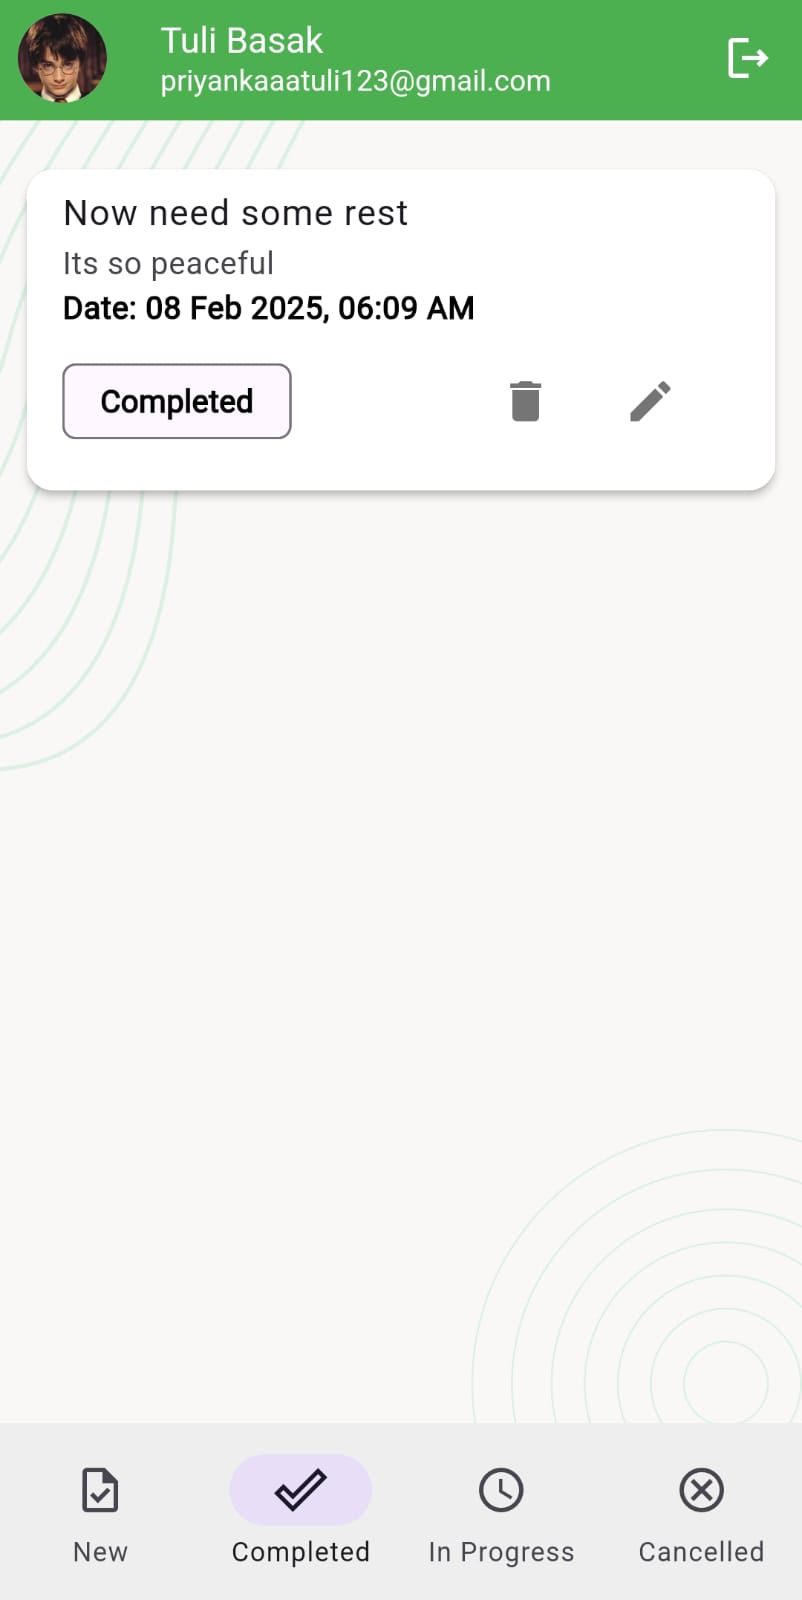 Tuli Basak
priyankaaatuli123@gmail.com
Now need some rest
Its so peaceful
Date: 08 Feb 2025, 06:09 AM
Completed
New
Completed
In Progress
Cancelled